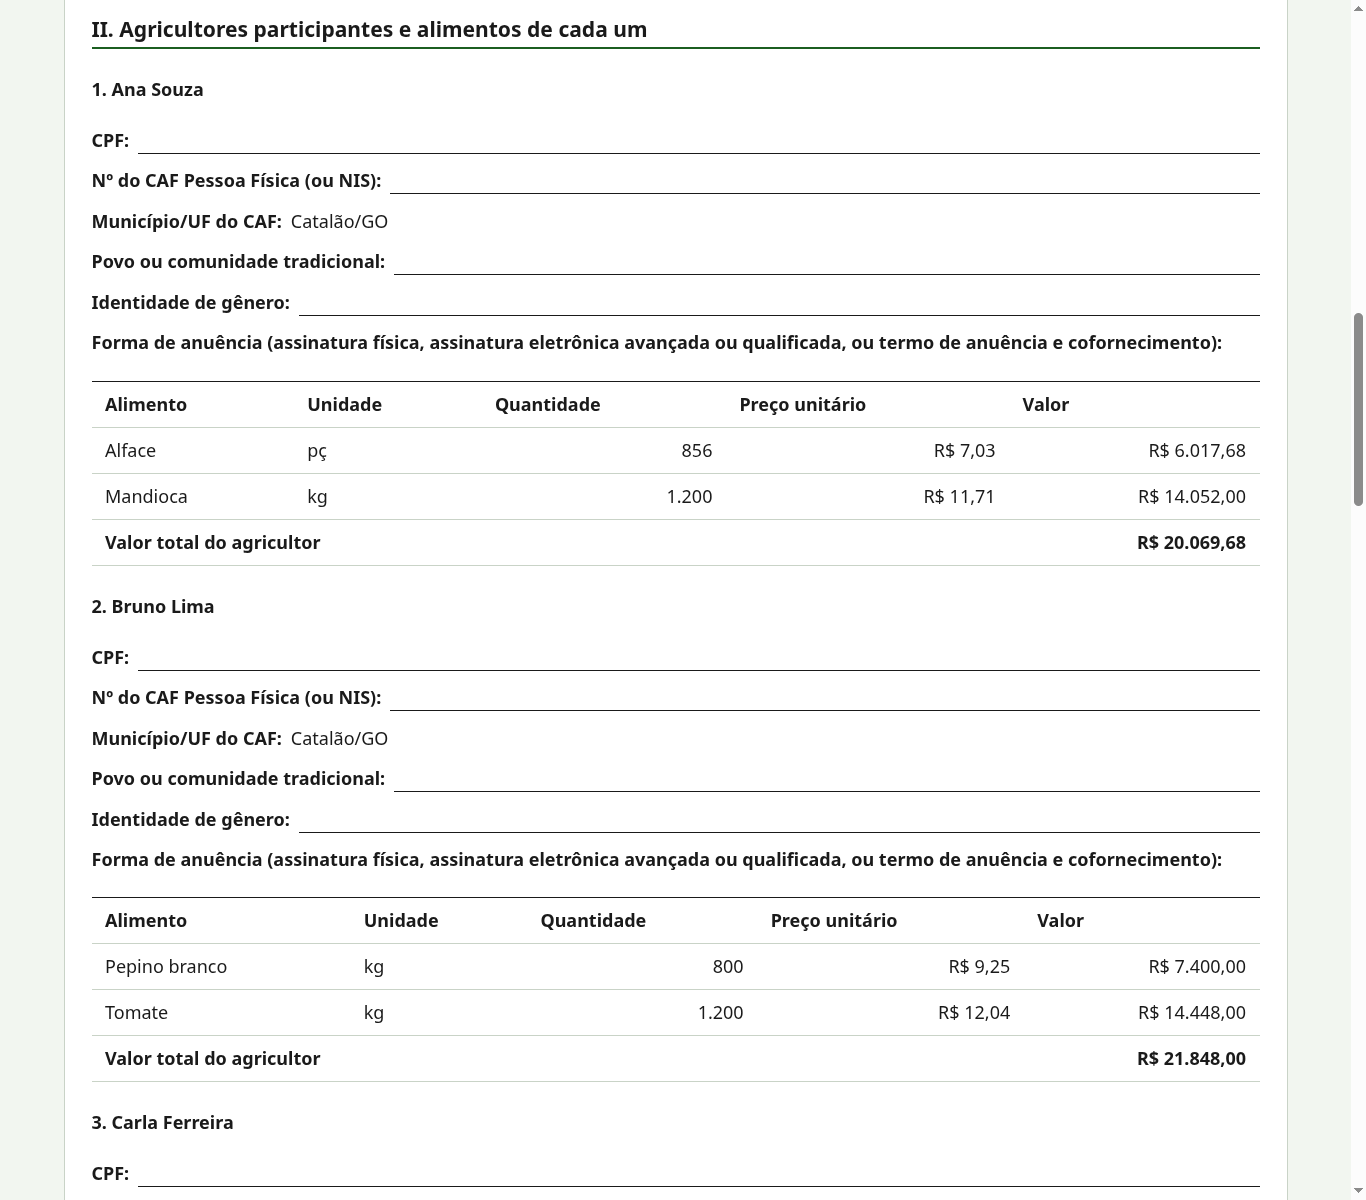 II. Agricultores participantes e alimentos de cada um
1. Ana Souza
CPF:
Nº do CAF Pessoa Física (ou NIS):
Município/UF do CAF: Catalão/GO
Povo ou comunidade tradicional:
Identidade de gênero:
Forma de anuência (assinatura física, assinatura eletrônica avançada ou qualificada, ou termo de anuência e cofornecimento):
Alimento Unidade Quantidade Preço unitário Valor
Alface pç 856 R$ 7,03 R$ 6.017,68
Mandioca kg 1.200 R$ 11,71 R$ 14.052,00
Valor total do agricultor R$ 20.069,68
2. Bruno Lima
CPF:
Nº do CAF Pessoa Física (ou NIS):
Município/UF do CAF: Catalão/GO
Povo ou comunidade tradicional:
Identidade de gênero:
Forma de anuência (assinatura física, assinatura eletrônica avançada ou qualificada, ou termo de anuência e cofornecimento):
Alimento Unidade Quantidade Preço unitário Valor
Pepino branco kg 800 R$ 9,25 R$ 7.400,00
Tomate kg 1.200 R$ 12,04 R$ 14.448,00
Valor total do agricultor R$ 21.848,00
3. Carla Ferreira
CPF: